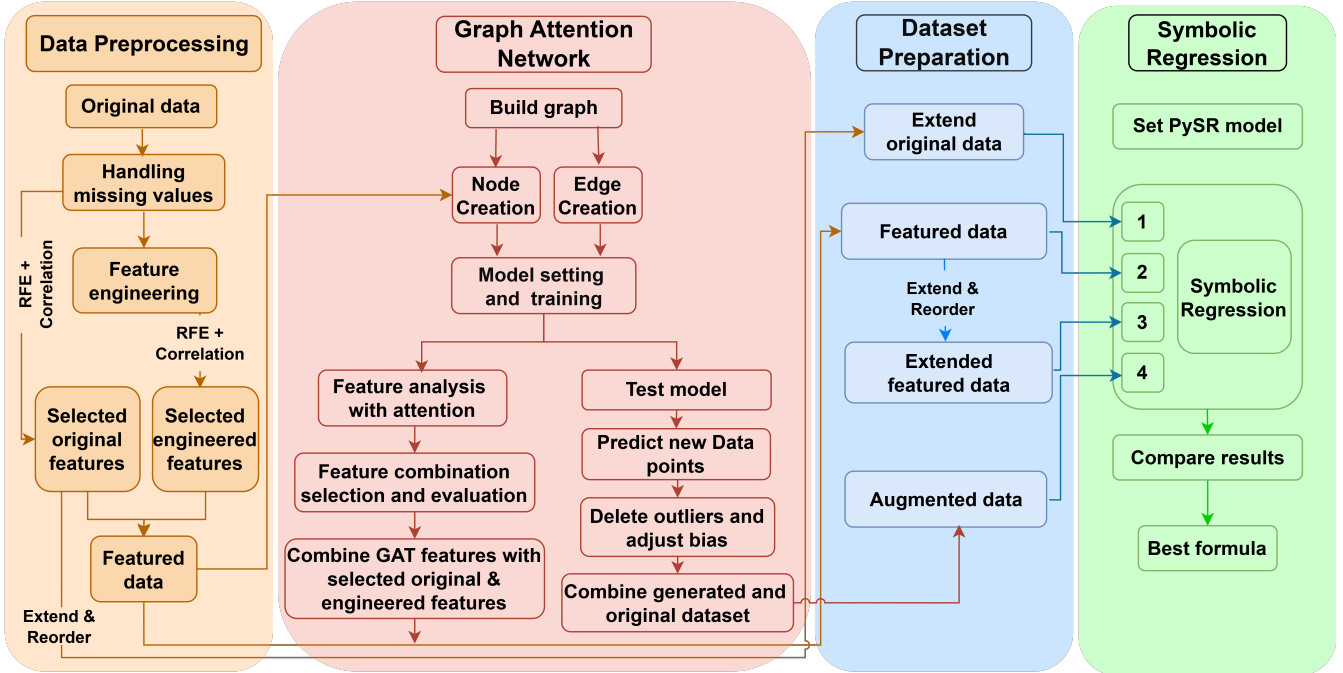 Data Preprocessing
Original data
Handling
missing values
RFE +
Correlation
Feature
engineering
RFE +
Correlation
Selected
original
features
Selected
engineered
features
Featured
data
Extend &
Reorder
Graph Attention
Network
Build graph
Node
Creation
Edge
Creation
Model setting
and training
Feature analysis
with attention
Feature combination
selection and evaluation
Combine GAT features with
selected original &
engineered features
Test model
Predict new Data
points
Delete outliers and
adjust bias
Combine generated and
original dataset
Dataset
Preparation
Extend
original data
Featured data
Extend &
Reorder
Extended
featured data
Augmented data
Symbolic
Regression
Set PySR model
1
2
3
4
Symbolic
Regression
Compare results
Best formula